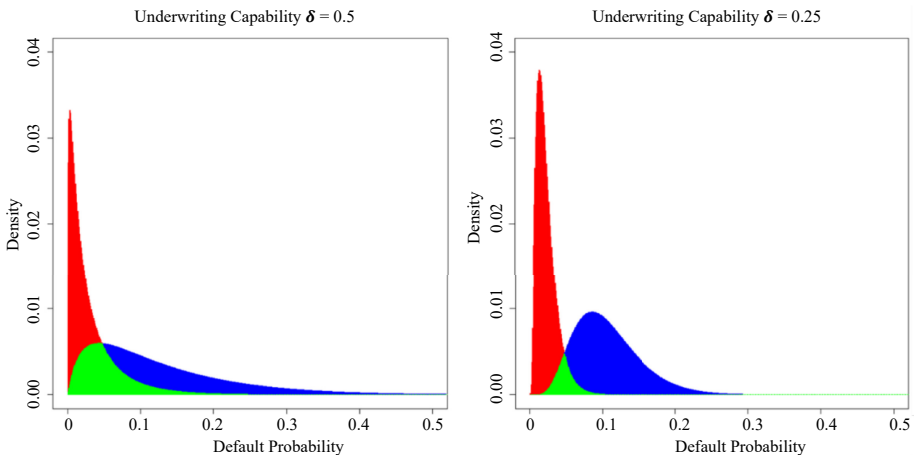 Underwriting Capability δ = 0.5
Density
0.04
0.03
0.02
0.01
0.00
0 0.1 0.2 0.3 0.4 0.5
Default Probability
Underwriting Capability δ = 0.25
Density
0.04
0.03
0.02
0.01
0.00
0 0.1 0.2 0.3 0.4 0.5
Default Probability